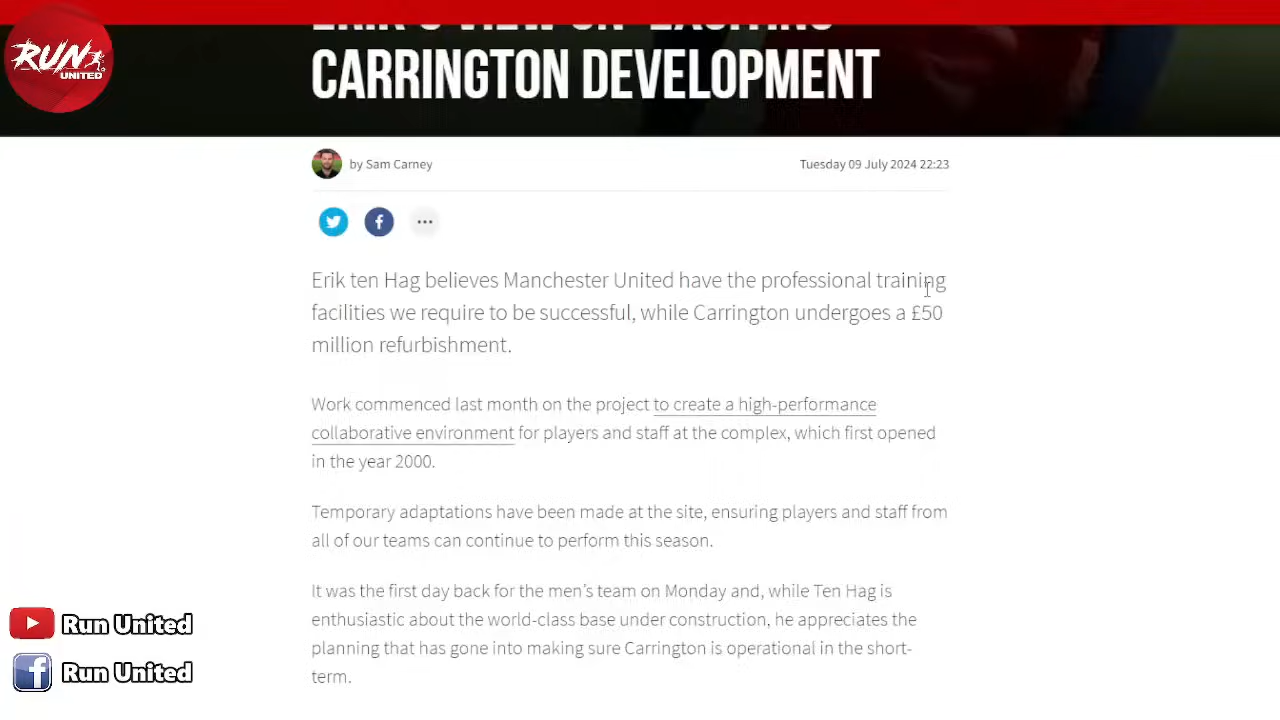 ERIK'S VIEW ON 'EXCITING'
CARRINGTON DEVELOPMENT
RUN
UNITED
by Sam Carney
Tuesday 09 July 2024 22:23
Erik ten Hag believes Manchester United have the professional training
facilities we require to be successful, while Carrington undergoes a £50
million refurbishment.
Work commenced last month on the project to create a high-performance
collaborative environment for players and staff at the complex, which first opened
in the year 2000.
Temporary adaptations have been made at the site, ensuring players and staff from
all of our teams can continue to perform this season.
It was the first day back for the men’s team on Monday and, while Ten Hag is
enthusiastic about the world-class base under construction, he appreciates the
planning that has gone into making sure Carrington is operational in the short-
term.
Run United
Run United